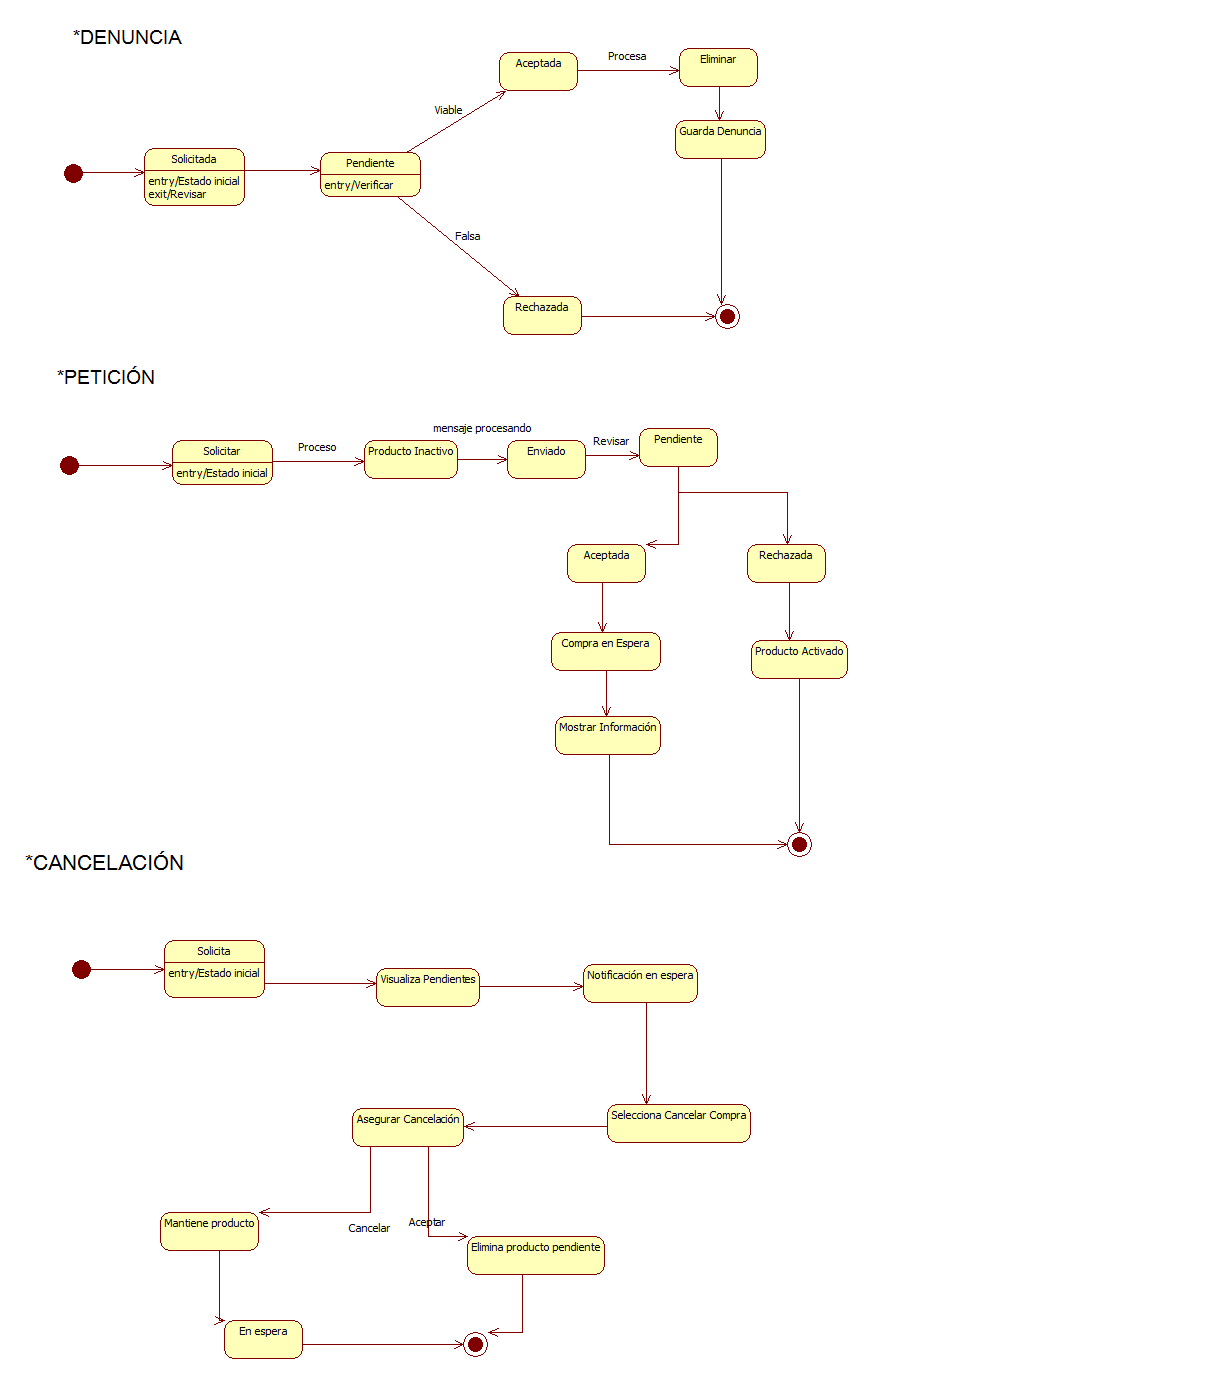 *DENUNCIA
Aceptada
Procesa
Eliminar
Viable
Guarda Denuncia
Solicitada
entry/Estado inicial
exit/Revisar
Pendiente
entry/Verificar
Falsa
Rechazada
*PETICIÓN
Solicitar
entry/Estado inicial
Proceso
Producto Inactivo
mensaje procesando
Enviado
Revisar
Pendiente
Aceptada
Rechazada
Compra en Espera
Producto Activado
Mostrar Información
*CANCELACIÓN
Solicita
entry/Estado inicial
Visualiza Pendientes
Notificación en espera
Selecciona Cancelar Compra
Asegurar Cancelación
Mantiene producto
Cancelar
Aceptar
Elimina producto pendiente
En espera